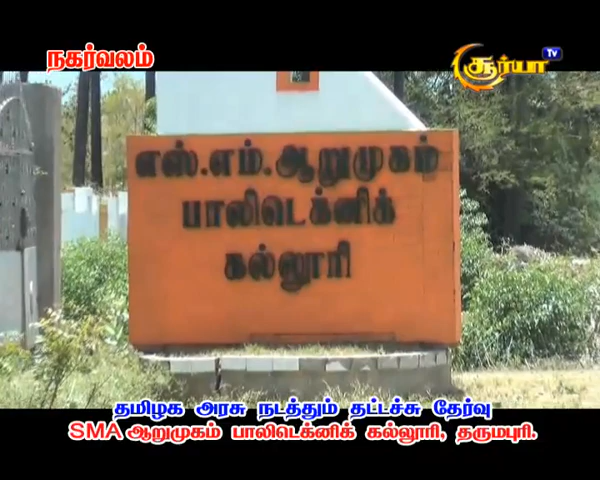 நகர்வலம்
சூர்யா Tv
எஸ்.எம்.ஆறுமுகம்
பாலிடெக்னிக்
கல்லூரி
தமிழக அரசு நடத்தும் தட்டச்சு தேர்வு
SMA ஆறுமுகம் பாலிடெக்னிக் கல்லூரி, தருமபுரி.